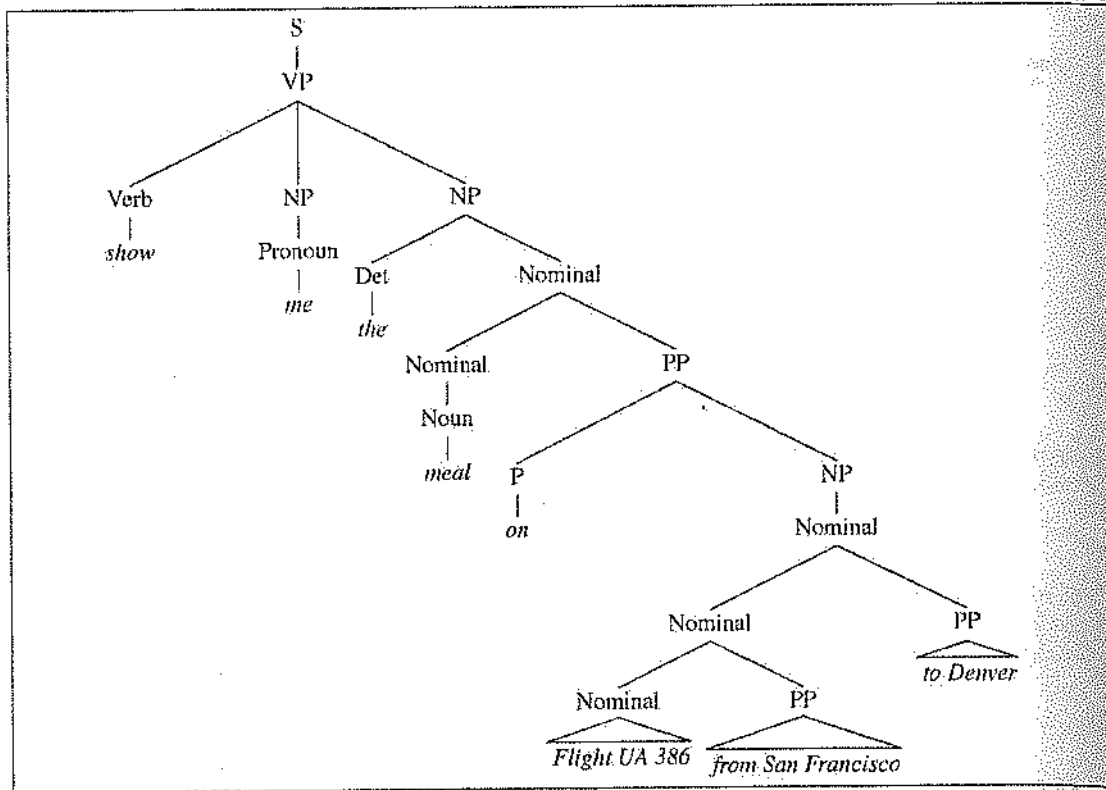 S
VP
Verb NP NP
show Pronoun Det Nominal
me the
Nominal PP
Noun
meal P NP
on Nominal
Nominal PP
to Denver
Nominal PP
Flight UA 386 from San Francisco